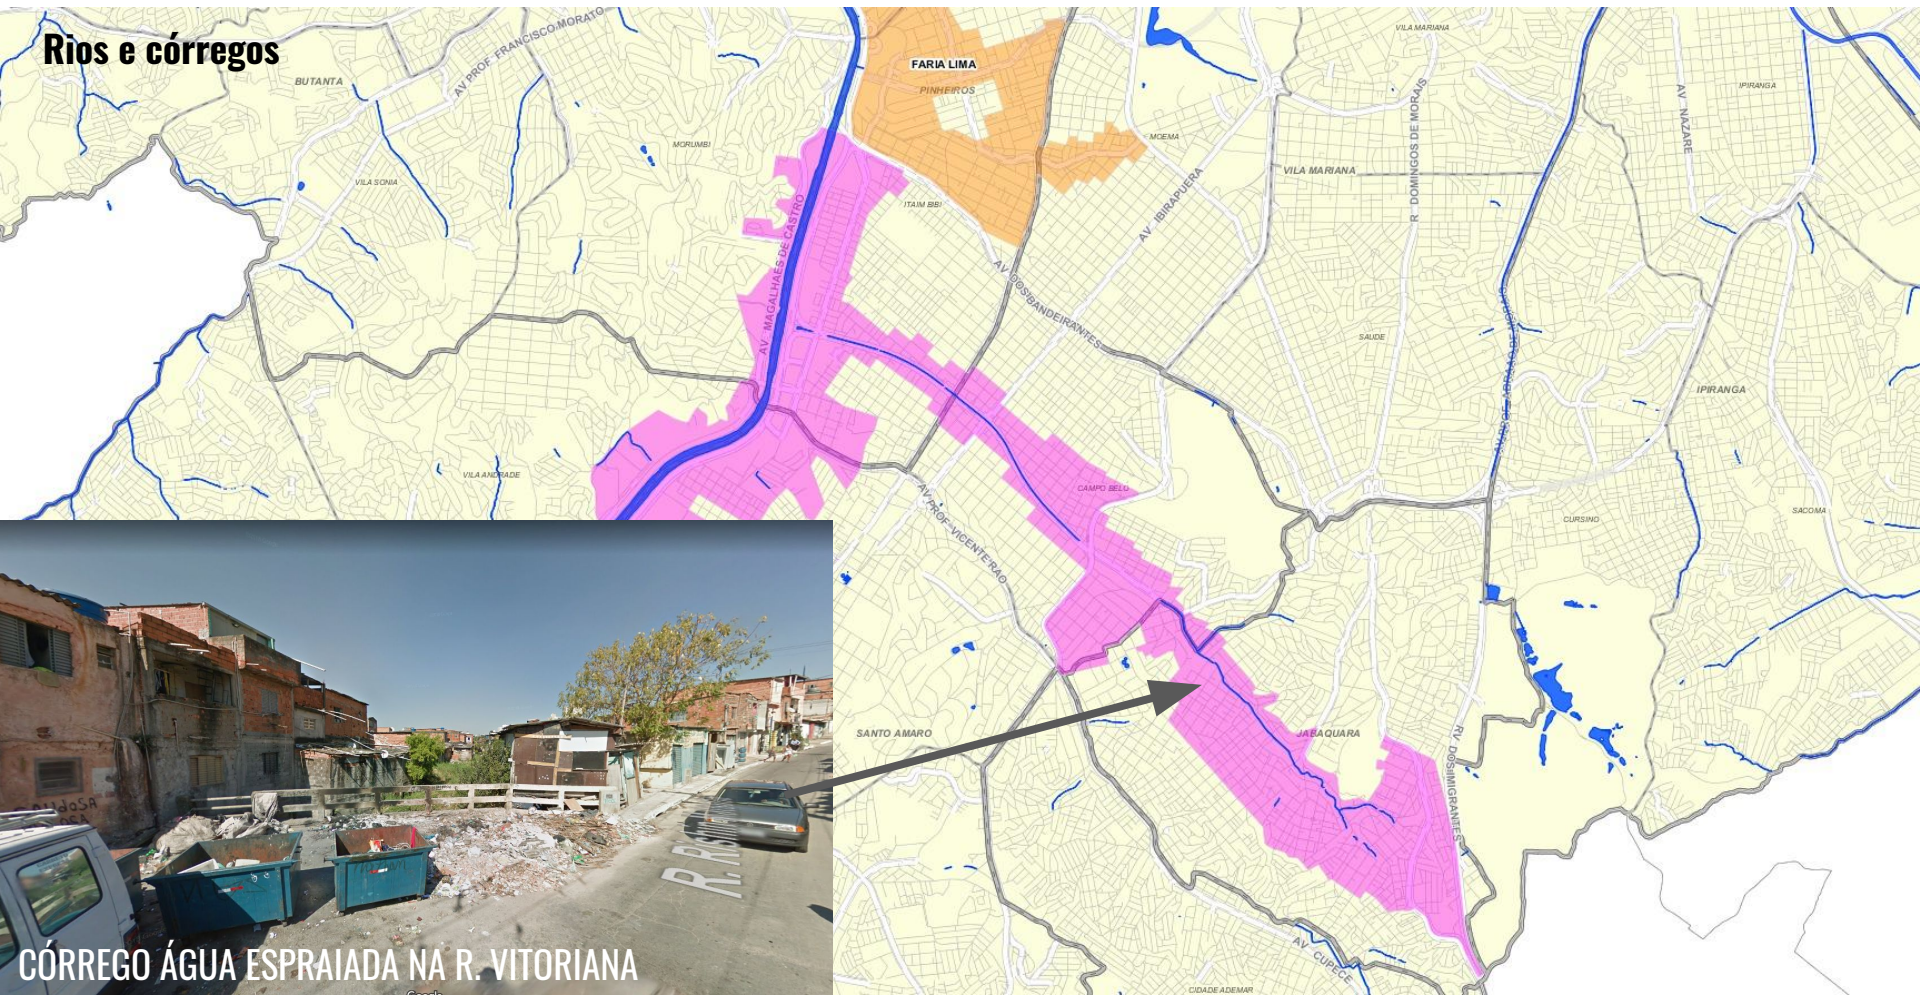 Rios e córregos
BUTANTA
AV PROF. FRANCISCO MORATO
FARIA LIMA
PINHEIROS
VILA MARIANA
IPIRANGA
MORUMBI
MOEMA
AV NAZARE
VILA SONIA
VILA MARIANA
R DOMINGOS DE MORAIS
ITAIM BIBI
AV IBIRAPUERA
AV MAGALHAES DE CASTRO
AV DOS BANDEIRANTES
SAUDE
IPIRANGA
VILA ANDRADE
CAMPO BELO
AV PROF. VICENTE RAO
CURSINO
SACOMA
SANTO AMARO
JABAQUARA
RV DOS IMIGRANTES
AV CUPECE
CIDADE ADEMAR
CÓRREGO ÁGUA ESPRAIADA NA R. VITORIANA
Google